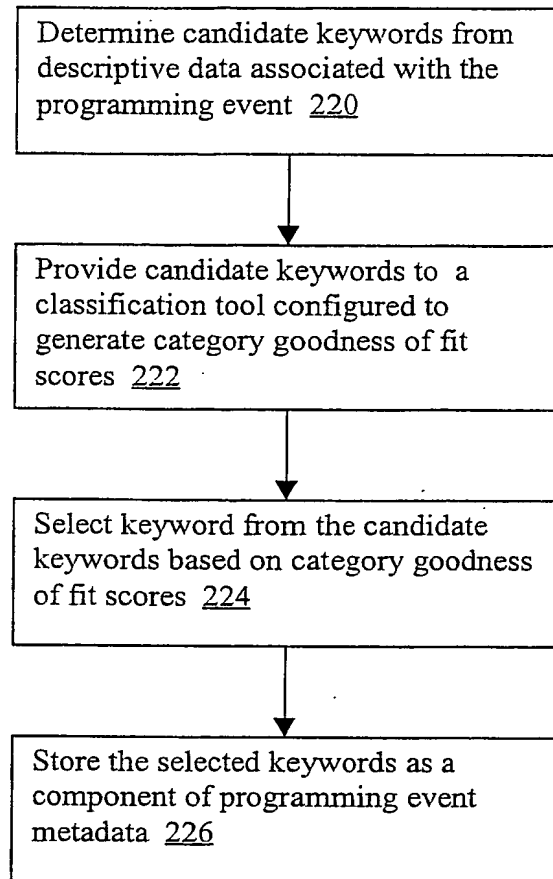 Determine candidate keywords from
descriptive data associated with the
programming event 220
Provide candidate keywords to a
classification tool configured to
generate category goodness of fit
scores 222
Select keyword from the candidate
keywords based on category goodness
of fit scores 224
Store the selected keywords as a
component of programming event
metadata 226